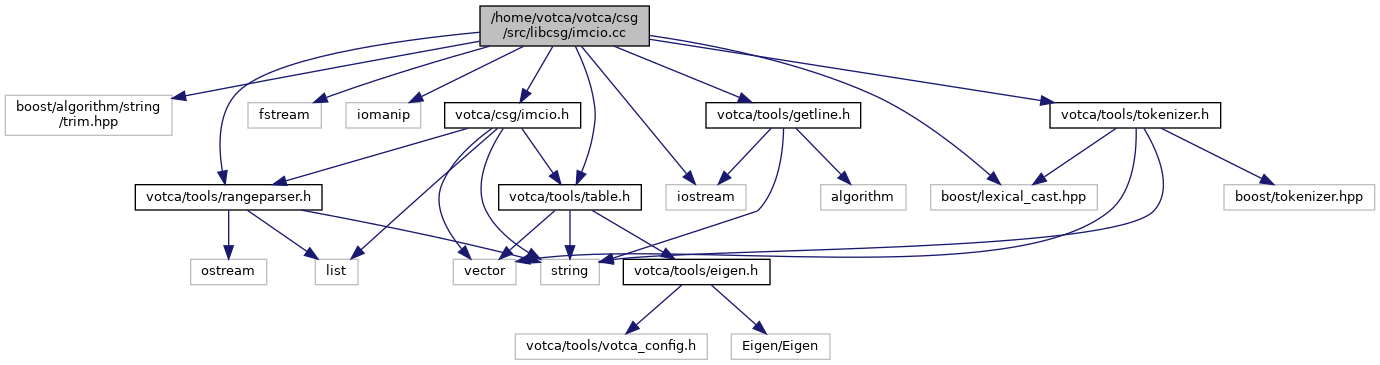 /home/votca/votca/csg
/src/libcsg/imcio.cc
boost/algorithm/string
/trim.hpp
fstream
iomanip
votca/csg/imcio.h
votca/tools/getline.h
votca/tools/tokenizer.h
votca/tools/rangeparser.h
votca/tools/table.h
iostream
algorithm
boost/lexical_cast.hpp
boost/tokenizer.hpp
ostream
list
vector
string
votca/tools/eigen.h
votca/tools/votca_config.h
Eigen/Eigen